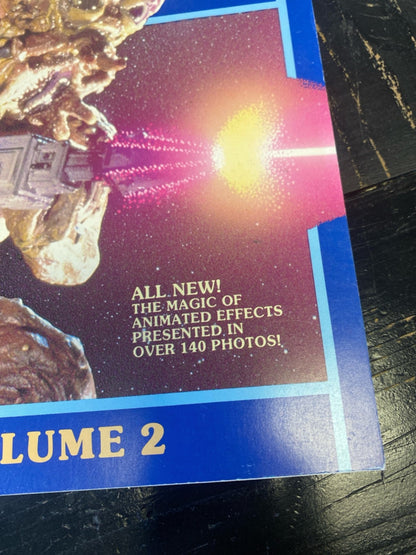 ALL NEW!
THE MAGIC OF
ANIMATED EFFECTS
PRESENTED IN
OVER 140 PHOTOS!
LUME 2